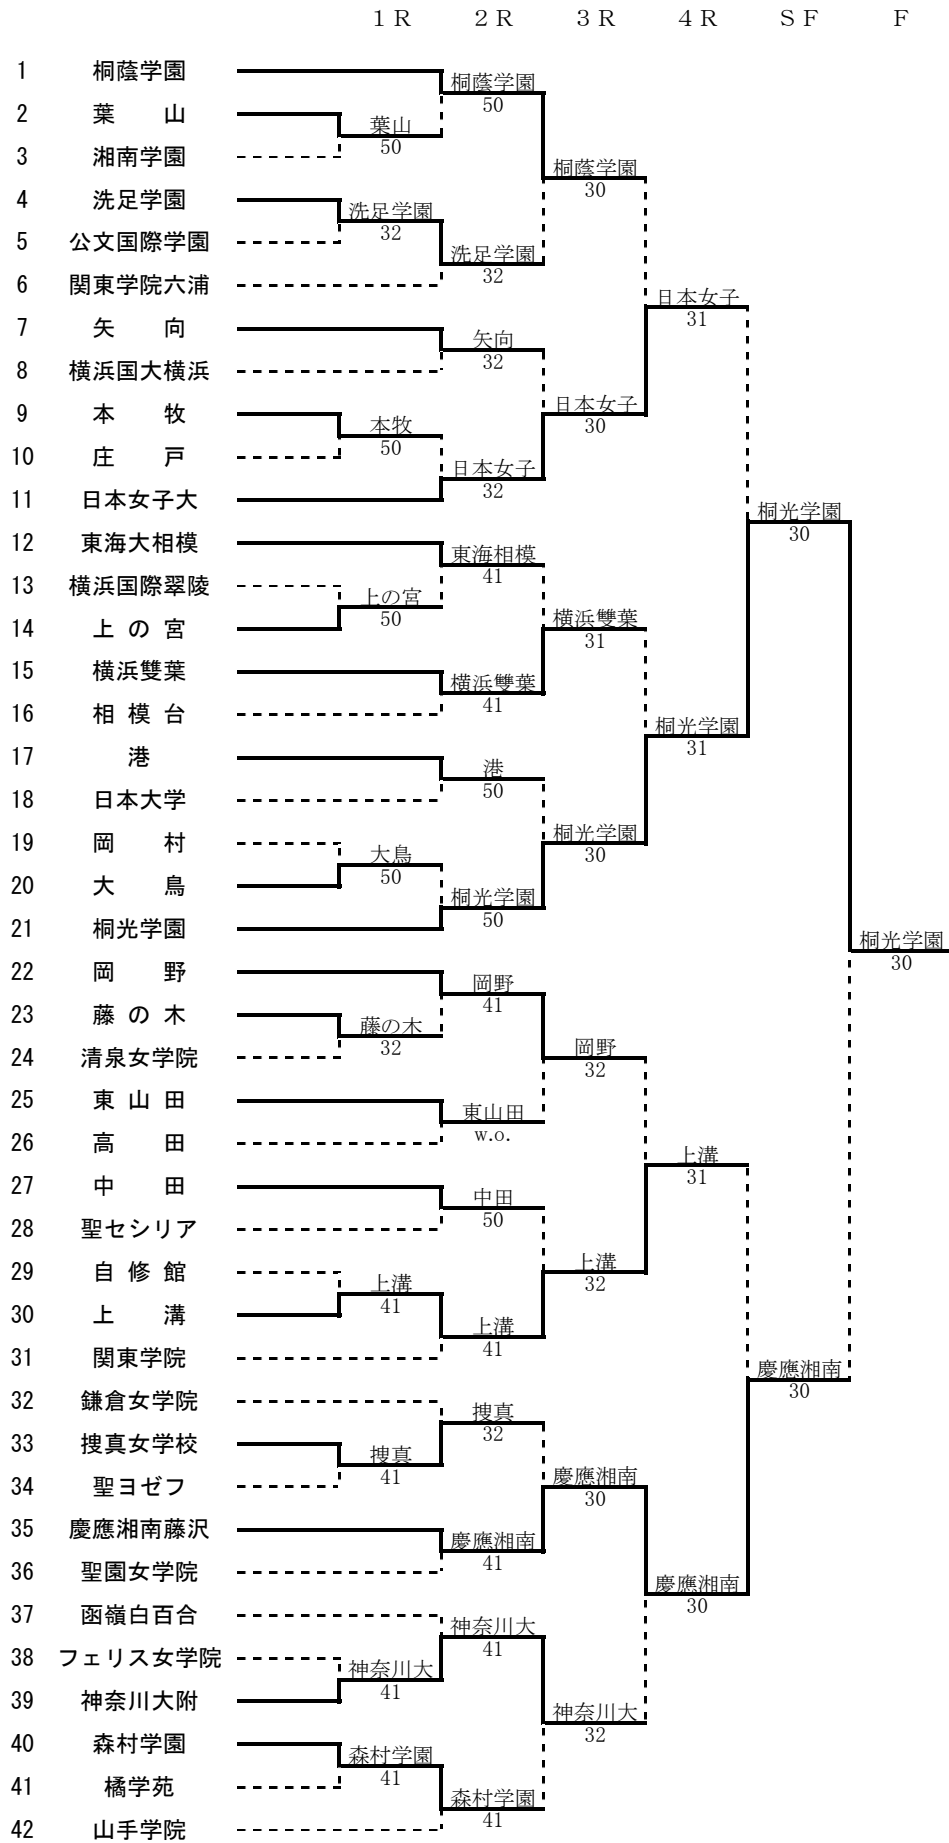 １Ｒ ２Ｒ ３Ｒ ４Ｒ ＳＦ Ｆ
1 桐蔭学園
桐蔭学園
50
2 葉山
葉山
50
3 湘南学園
桐蔭学園
30
4 洗足学園
洗足学園
32
5 公文国際学園
洗足学園
32
6 関東学院六浦
日本女子
31
7 矢向
矢向
32
8 横浜国大横浜
日本女子
30
9 本牧
本牧
50
10 庄戸
日本女子
32
11 日本女子大
桐光学園
30
12 東海大相模
東海相模
41
13 横浜国際翠陵
上の宮
50
14 上の宮
横浜雙葉
31
15 横浜雙葉
横浜雙葉
41
16 相模台
桐光学園
31
17 港
港
50
18 日本大学
桐光学園
30
19 岡村
大鳥
50
20 大鳥
桐光学園
50
21 桐光学園
桐光学園
30
22 岡野
岡野
41
23 藤の木
藤の木
32
24 清泉女学院
岡野
32
25 東山田
東山田
w.o.
26 高田
上溝
31
27 中田
中田
50
28 聖セシリア
上溝
32
29 自修館
上溝
41
30 上溝
上溝
41
31 関東学院
慶應湘南
30
32 鎌倉女学院
捜真
32
33 捜真女学校
捜真
41
34 聖ヨゼフ
慶應湘南
30
35 慶應湘南藤沢
慶應湘南
41
36 聖園女学院
慶應湘南
30
37 函嶺白百合
神奈川大
41
38 フェリス女学院
神奈川大
41
39 神奈川大附
神奈川大
32
40 森村学園
森村学園
41
41 橘学苑
森村学園
41
42 山手学院